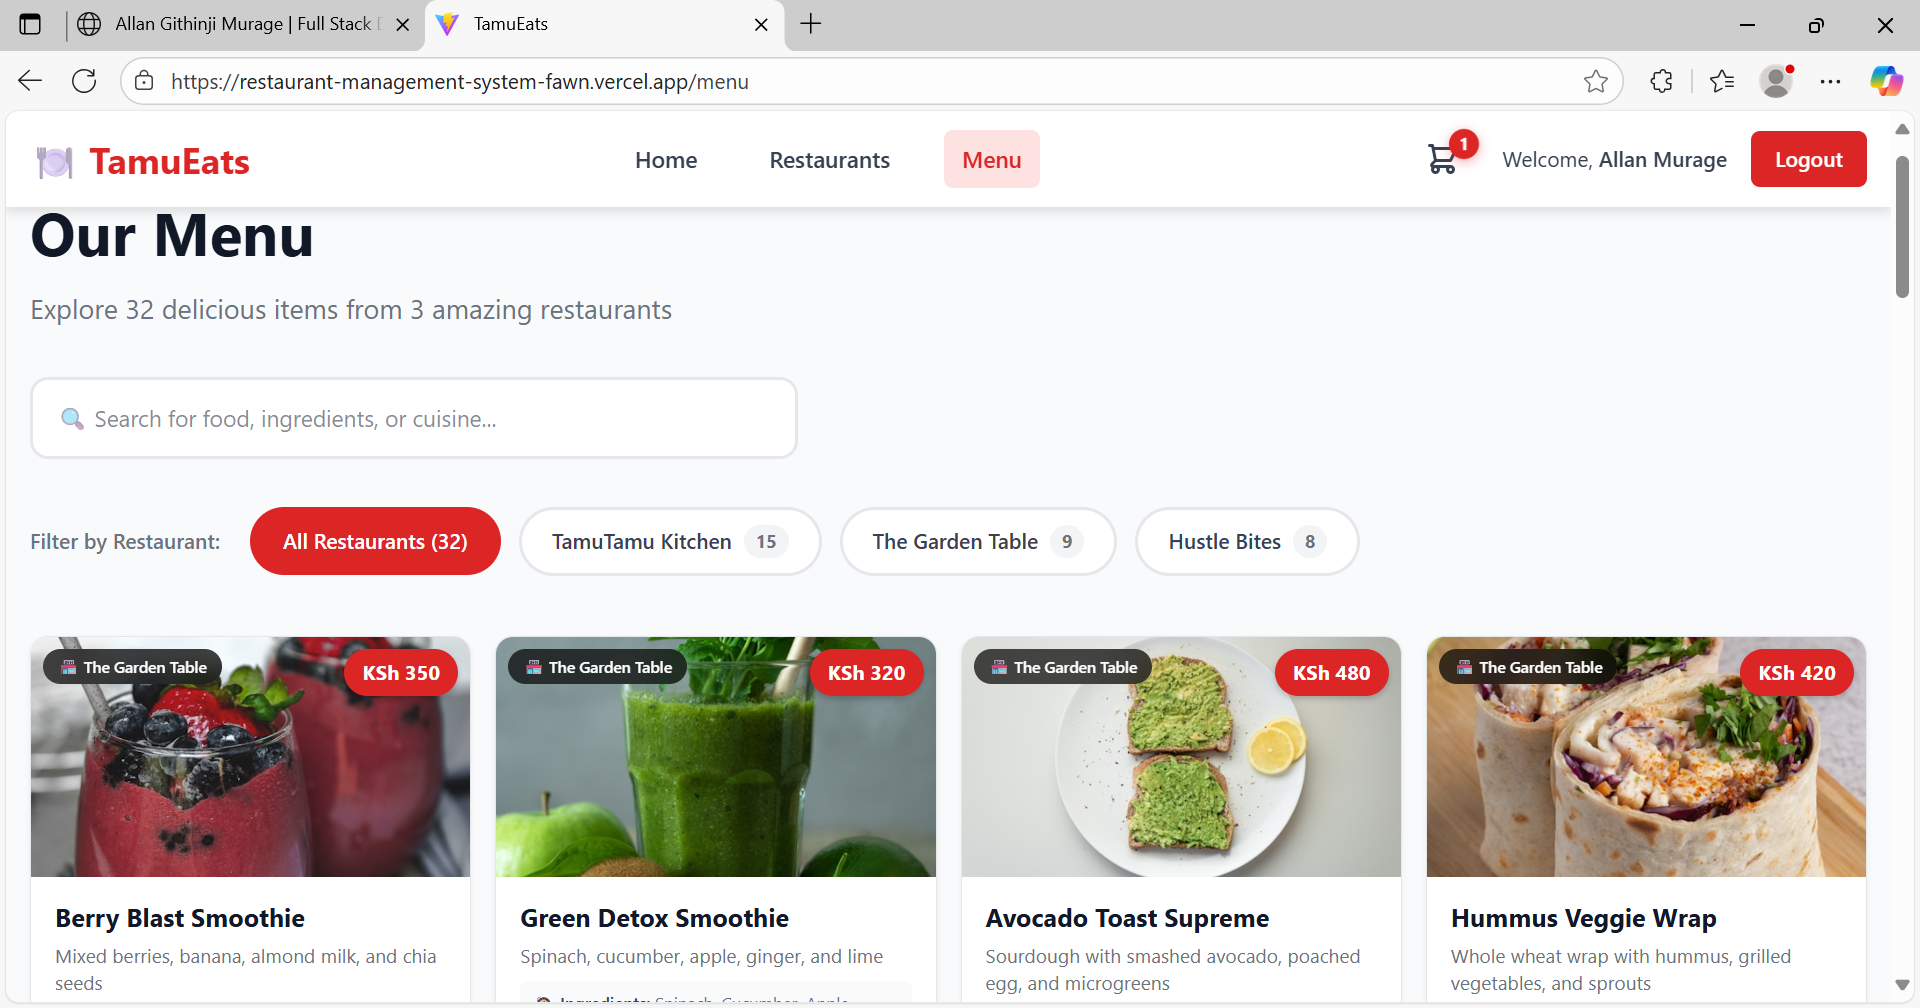 Allan Githinji Murage | Full Stack
TamuEats
https://restaurant-management-system-fawn.vercel.app/menu
TamuEats
Home
Restaurants
Menu
1
Welcome, Allan Murage
Logout
Our Menu
Explore 32 delicious items from 3 amazing restaurants
Search for food, ingredients, or cuisine...
Filter by Restaurant:
All Restaurants (32)
TamuTamu Kitchen 15
The Garden Table 9
Hustle Bites 8
The Garden Table
KSh 350
The Garden Table
KSh 320
The Garden Table
KSh 480
The Garden Table
KSh 420
Berry Blast Smoothie
Mixed berries, banana, almond milk, and chia
seeds
Green Detox Smoothie
Spinach, cucumber, apple, ginger, and lime
Ingredients: Spinach, Cucumber, Apple,
Avocado Toast Supreme
Sourdough with smashed avocado, poached
egg, and microgreens
Hummus Veggie Wrap
Whole wheat wrap with hummus, grilled
vegetables, and sprouts